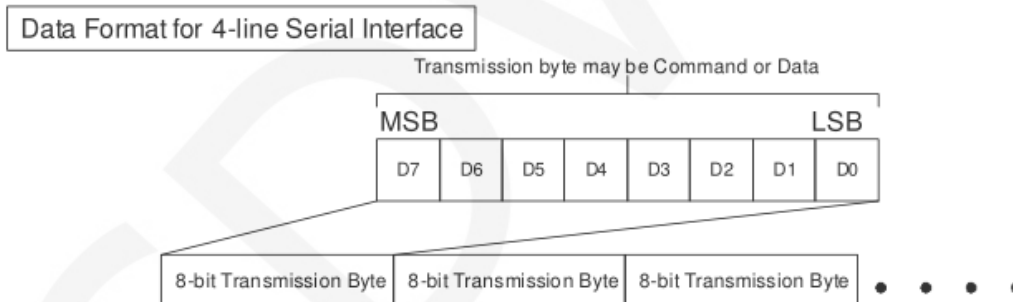 Data Format for 4-line Serial Interface
Transmission byte may be Command or Data
MSB LSB
D7 D6 D5 D4 D3 D2 D1 D0
8-bit Transmission Byte 8-bit Transmission Byte 8-bit Transmission Byte